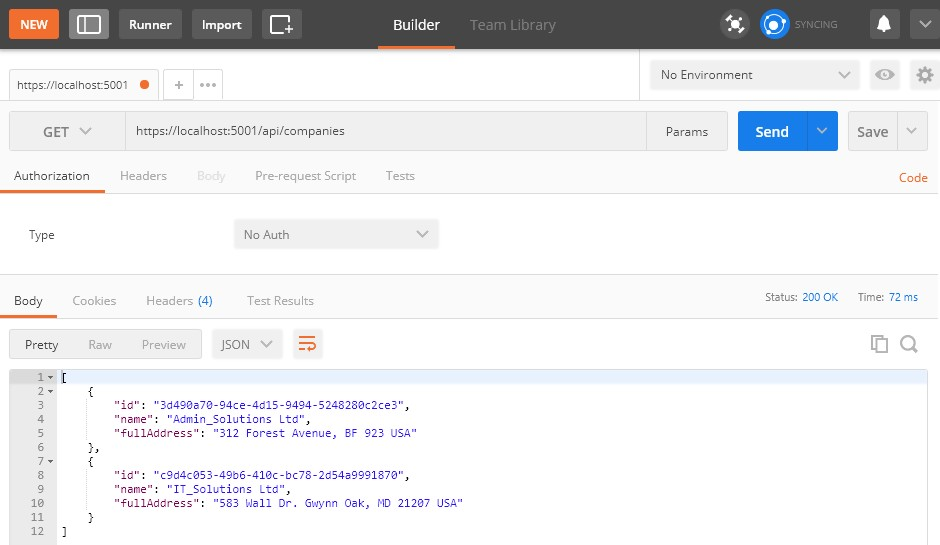 NEW Runner Import Builder Team Library SYNCING
https://localhost:5001 + ••• No Environment
GET https://localhost:5001/api/companies Params Send Save
Authorization Headers Body Pre-request Script Tests Code
Type No Auth
Body Cookies Headers (4) Test Results Status: 200 OK Time: 72 ms
Pretty Raw Preview JSON
1 [
2 {
3 "id": "3d490a70-94ce-4d15-9494-5248280c2ce3",
4 "name": "Admin_Solutions Ltd",
5 "fullAddress": "312 Forest Avenue, BF 923 USA"
6 },
7 {
8 "id": "c9d4c053-49b6-410c-bc78-2d54a9991870",
9 "name": "IT_Solutions Ltd",
10 "fullAddress": "583 Wall Dr. Gwynn Oak, MD 21207 USA"
11 }
12 ]